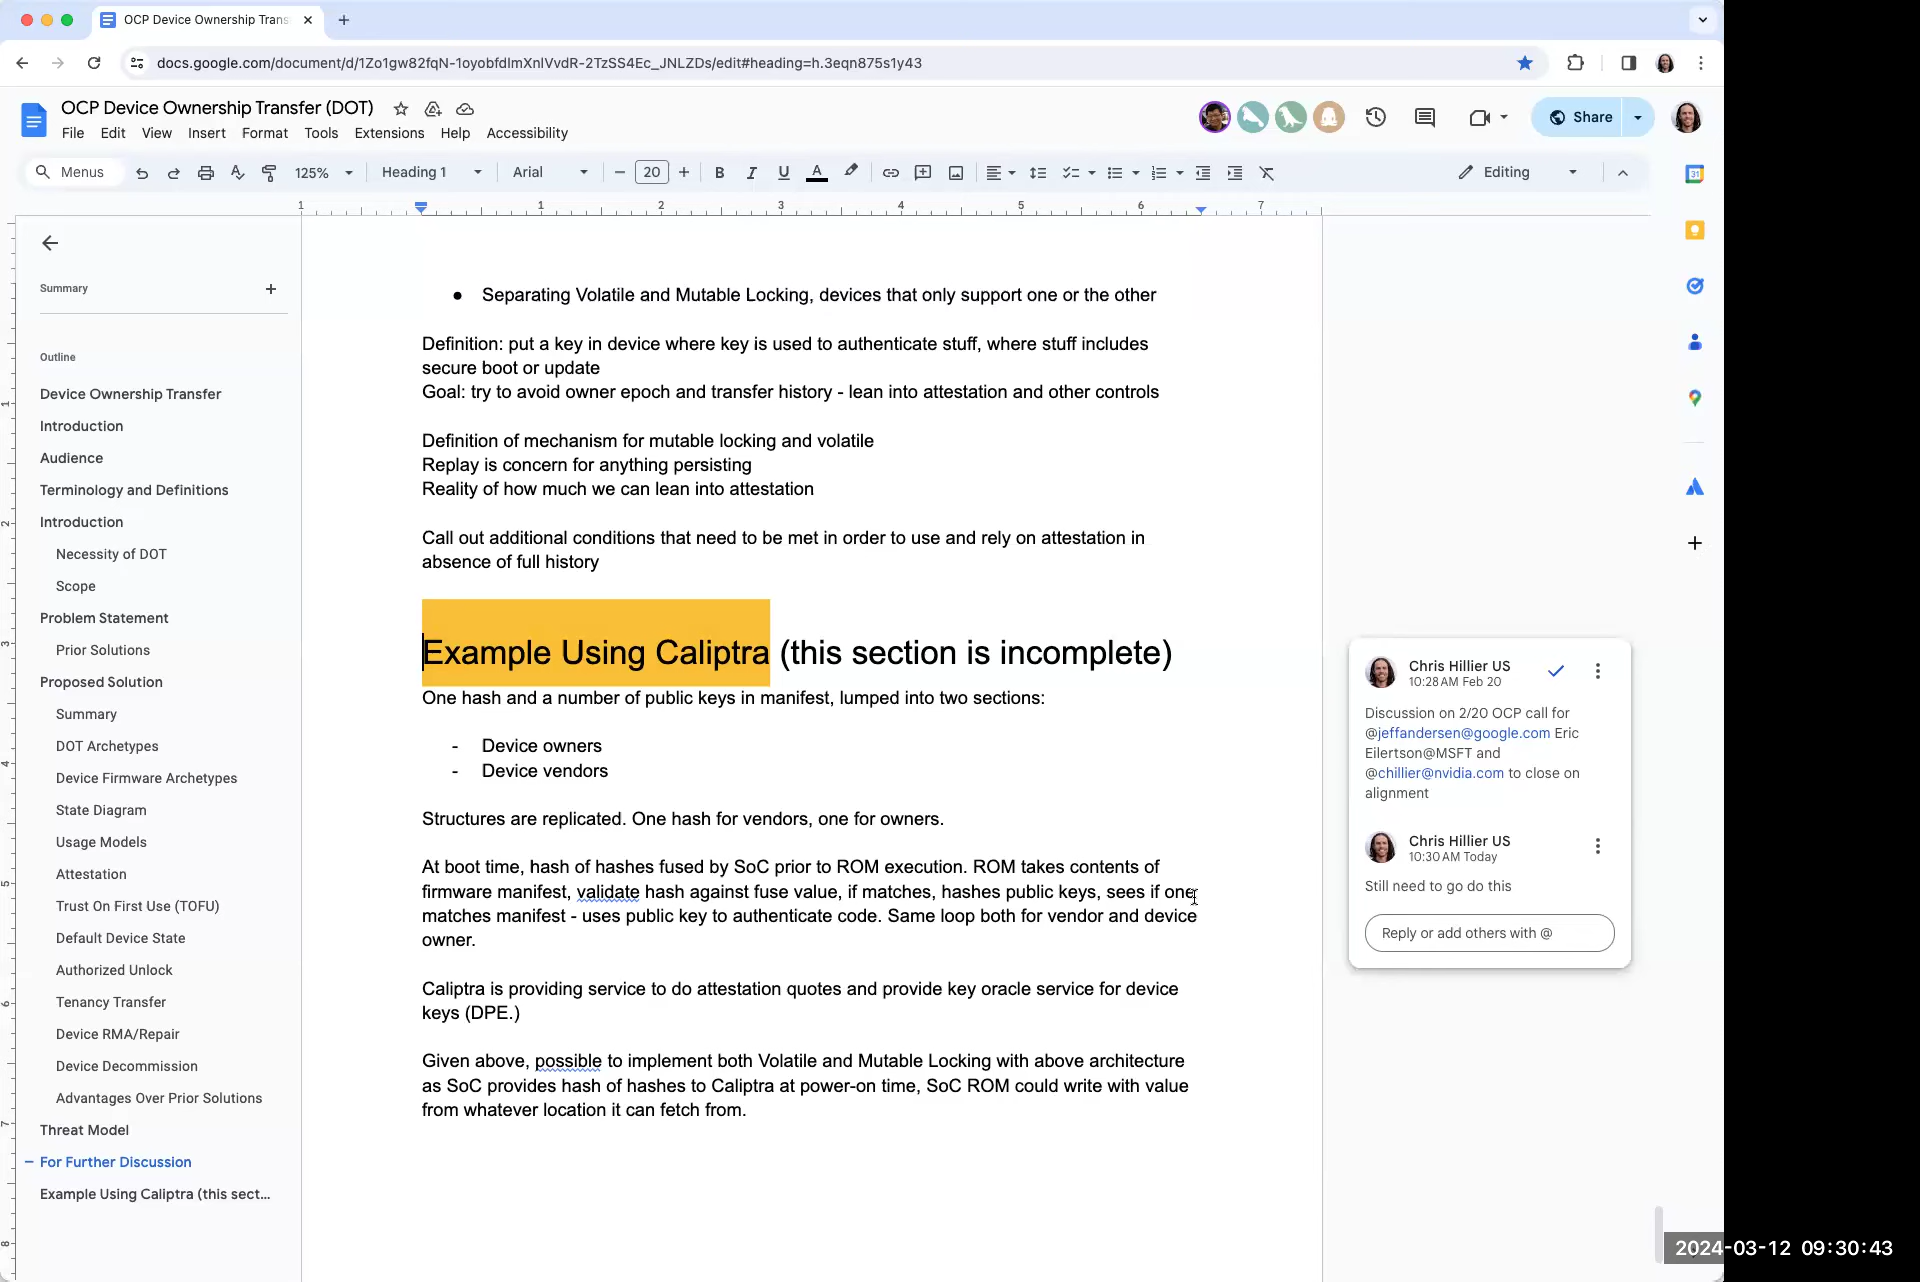 OCP Device Ownership Trans
docs.google.com/document/d/1Zo1gw82fqN-1oyobfdImXnIVvdR-2TzSS4Ec_JNLZDs/edit#heading=h.3eqn875s1y43
OCP Device Ownership Transfer (DOT)
File Edit View Insert Format Tools Extensions Help Accessibility
Share
Menus 125% Heading 1 Arial 20 Editing
1 1 2 3 4 5 6 7
Summary
Outline
Device Ownership Transfer
Introduction
Audience
Terminology and Definitions
Introduction
Necessity of DOT
Scope
Problem Statement
Prior Solutions
Proposed Solution
Summary
DOT Archetypes
Device Firmware Archetypes
State Diagram
Usage Models
Attestation
Trust On First Use (TOFU)
Default Device State
Authorized Unlock
Tenancy Transfer
Device RMA/Repair
Device Decommission
Advantages Over Prior Solutions
Threat Model
For Further Discussion
Example Using Caliptra (this sect...
● Separating Volatile and Mutable Locking, devices that only support one or the other
Definition: put a key in device where key is used to authenticate stuff, where stuff includes
secure boot or update
Goal: try to avoid owner epoch and transfer history - lean into attestation and other controls
Definition of mechanism for mutable locking and volatile
Replay is concern for anything persisting
Reality of how much we can lean into attestation
Call out additional conditions that need to be met in order to use and rely on attestation in
absence of full history
Example Using Caliptra (this section is incomplete)
One hash and a number of public keys in manifest, lumped into two sections:
- Device owners
- Device vendors
Structures are replicated. One hash for vendors, one for owners.
At boot time, hash of hashes fused by SoC prior to ROM execution. ROM takes contents of
firmware manifest, validate hash against fuse value, if matches, hashes public keys, sees if one
matches manifest - uses public key to authenticate code. Same loop both for vendor and device
owner.
Caliptra is providing service to do attestation quotes and provide key oracle service for device
keys (DPE.)
Given above, possible to implement both Volatile and Mutable Locking with above architecture
as SoC provides hash of hashes to Caliptra at power-on time, SoC ROM could write with value
from whatever location it can fetch from.
Chris Hillier US
10:28 AM Feb 20
Discussion on 2/20 OCP call for
@jeffandersen@google.com Eric
Eilertson@MSFT and
@chillier@nvidia.com to close on
alignment
Chris Hillier US
10:30 AM Today
Still need to go do this
Reply or add others with @
31
1
2
3
4
5
6
7
8
2024-03-12 09:30:43